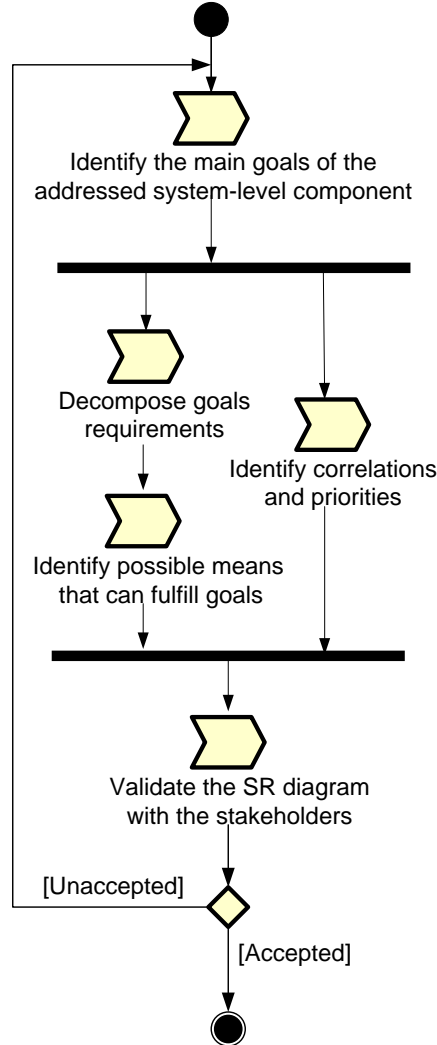 Identify the main goals of the
addressed system-level component
Decompose goals
requirements
Identify correlations
and priorities
Identify possible means
that can fulfill goals
Validate the SR diagram
with the stakeholders
[Unaccepted]
[Accepted]